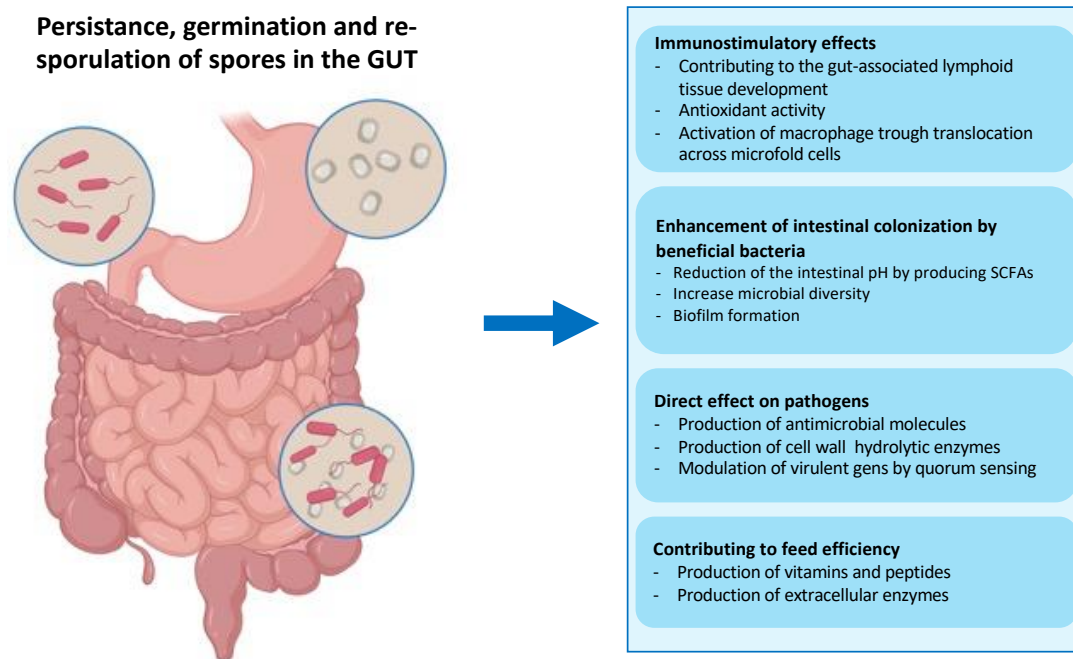 Persistance, germination and re-
sporulation of spores in the GUT
Immunostimulatory effects
- Contributing to the gut-associated lymphoid
tissue development
- Antioxidant activity
- Activation of macrophage trough translocation
across microfold cells
Enhancement of intestinal colonization by
beneficial bacteria
- Reduction of the intestinal pH by producing SCFAs
- Increase microbial diversity
- Biofilm formation
Direct effect on pathogens
- Production of antimicrobial molecules
- Production of cell wall hydrolytic enzymes
- Modulation of virulent gens by quorum sensing
Contributing to feed efficiency
- Production of vitamins and peptides
- Production of extracellular enzymes